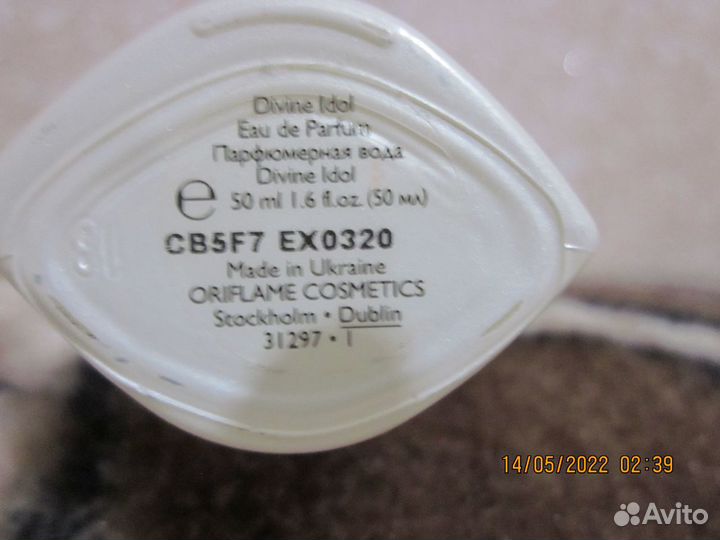 Divine Idol
Eau de Parfum
Парфюмерная вода
Divine Idol
℮ 50 ml 1.6 fl.oz. (50 мл)
CB5F7 EX0320
Made in Ukraine
ORIFLAME COSMETICS
Stockholm • Dublin
31297 • 1
14/05/2022 02:39
Avito